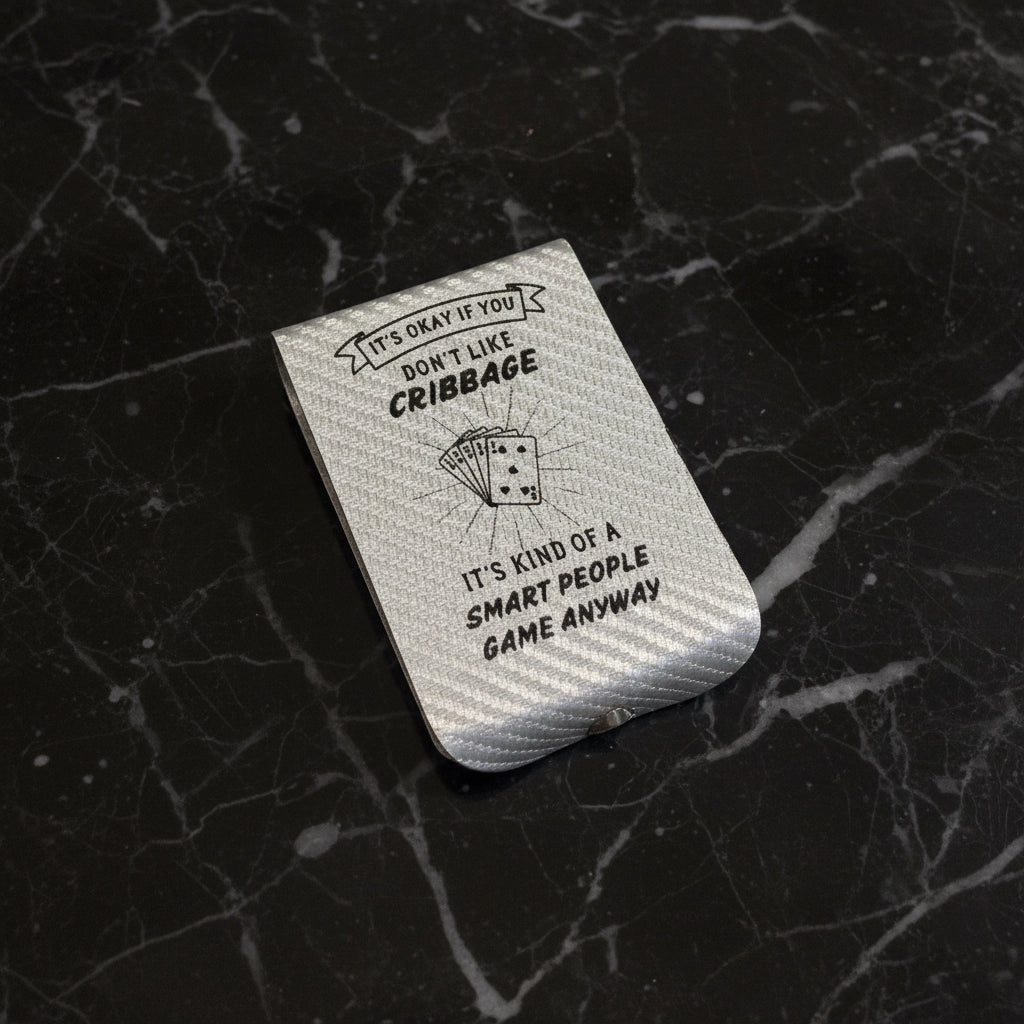 IT'S OKAY IF YOU
DON'T LIKE
CRIBBAGE
IT'S KIND OF A
SMART PEOPLE
GAME ANYWAY